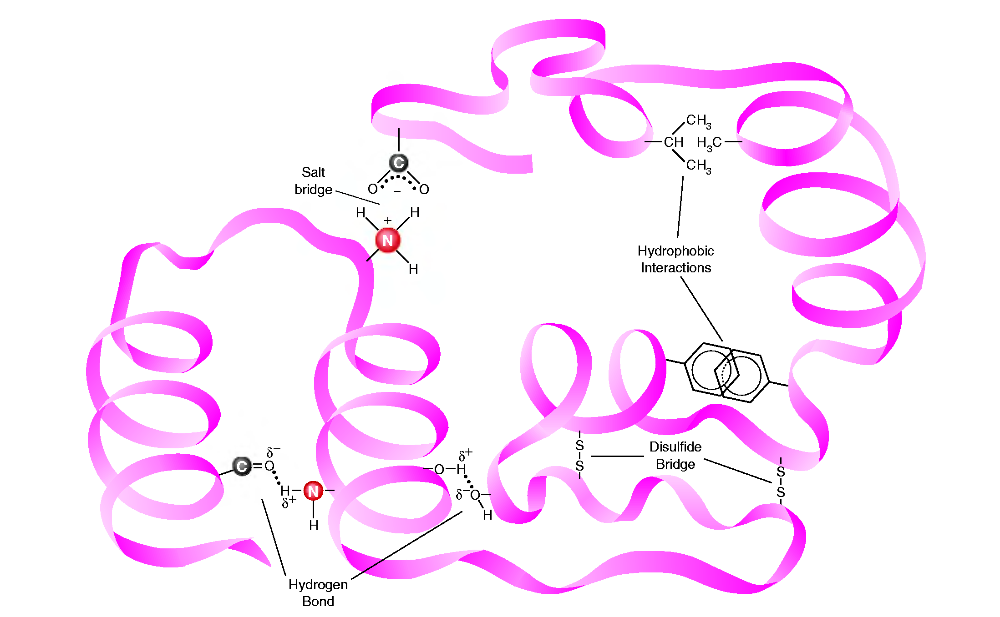 CH3
CH H3C
CH3
C
Salt
bridge
O − O
H H
+
N
H
Hydrophobic
Interactions
δ−
C=O
H N
δ+
H
δ+
O H
δ− O
H
S
S
Disulfide
Bridge
S
S
Hydrogen
Bond